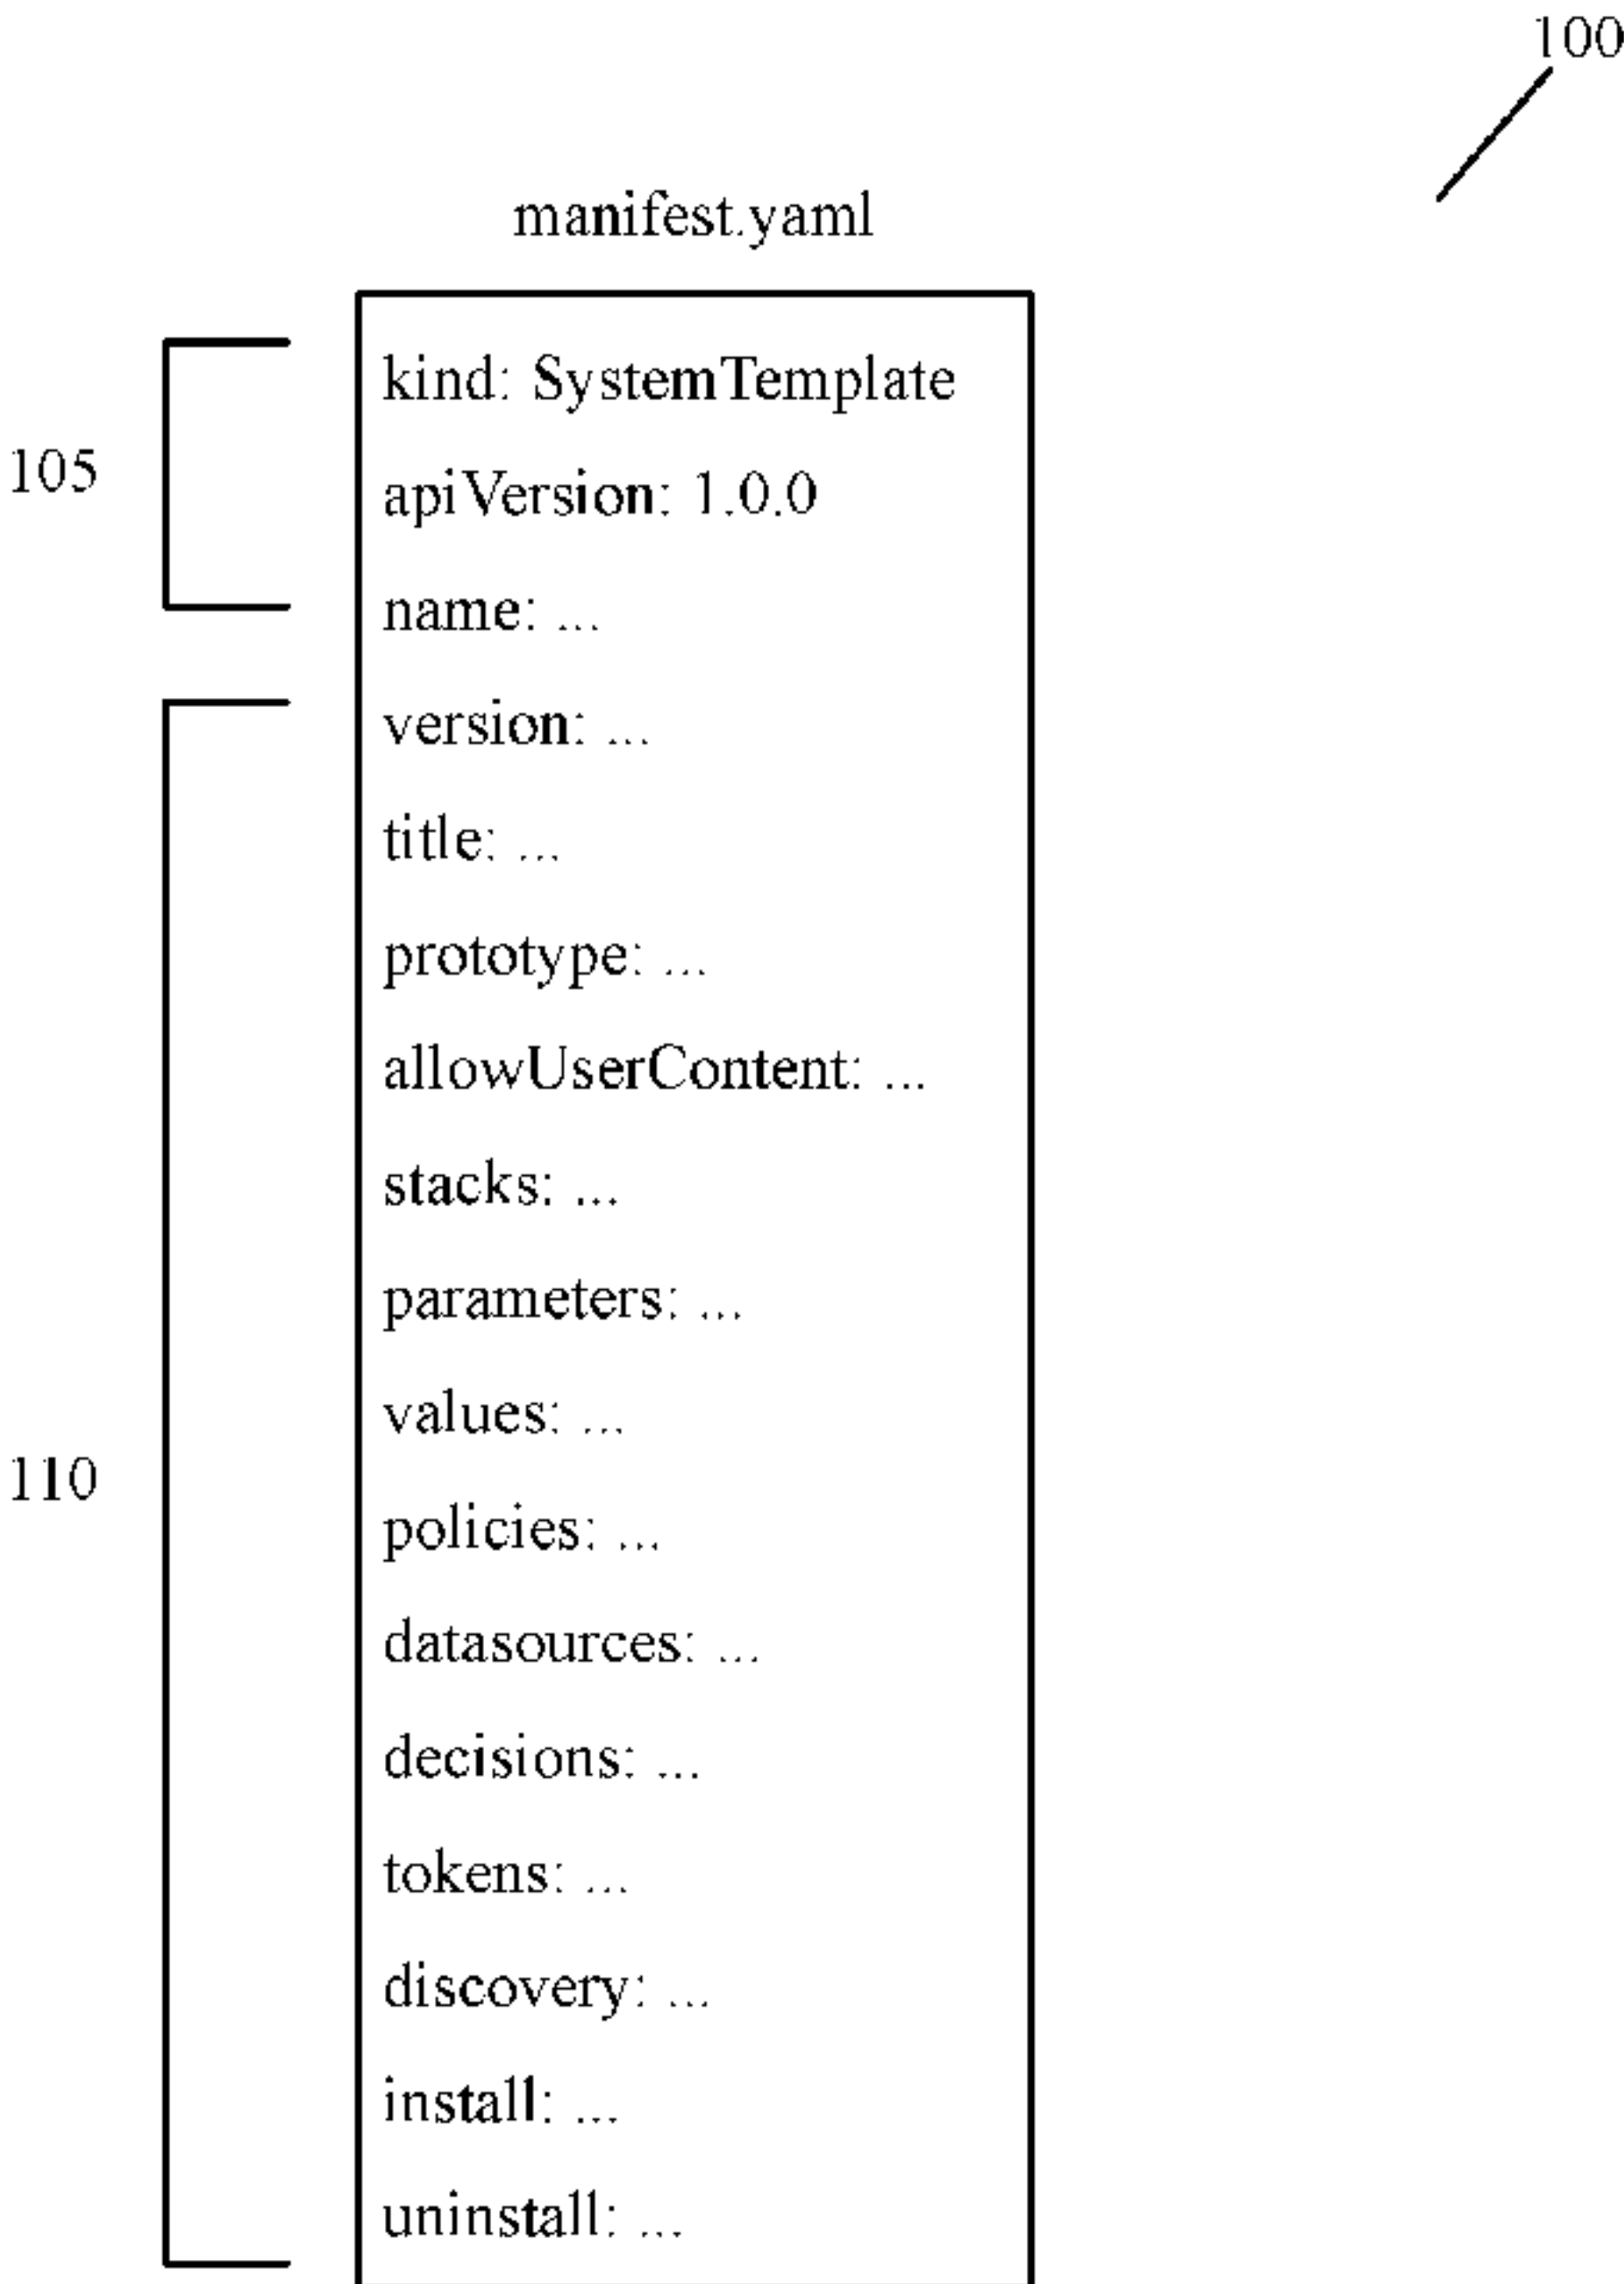 100
manifest.yaml
kind: SystemTemplate
105
apiVersion: 1.0.0
name: ...
version: ...
title: ...
prototype: ...
allowUserContent: ...
stacks: ...
parameters: ...
values: ...
110
policies: ...
datasources: ...
decisions: ...
tokens: ...
discovery: ...
install: ...
uninstall: ...